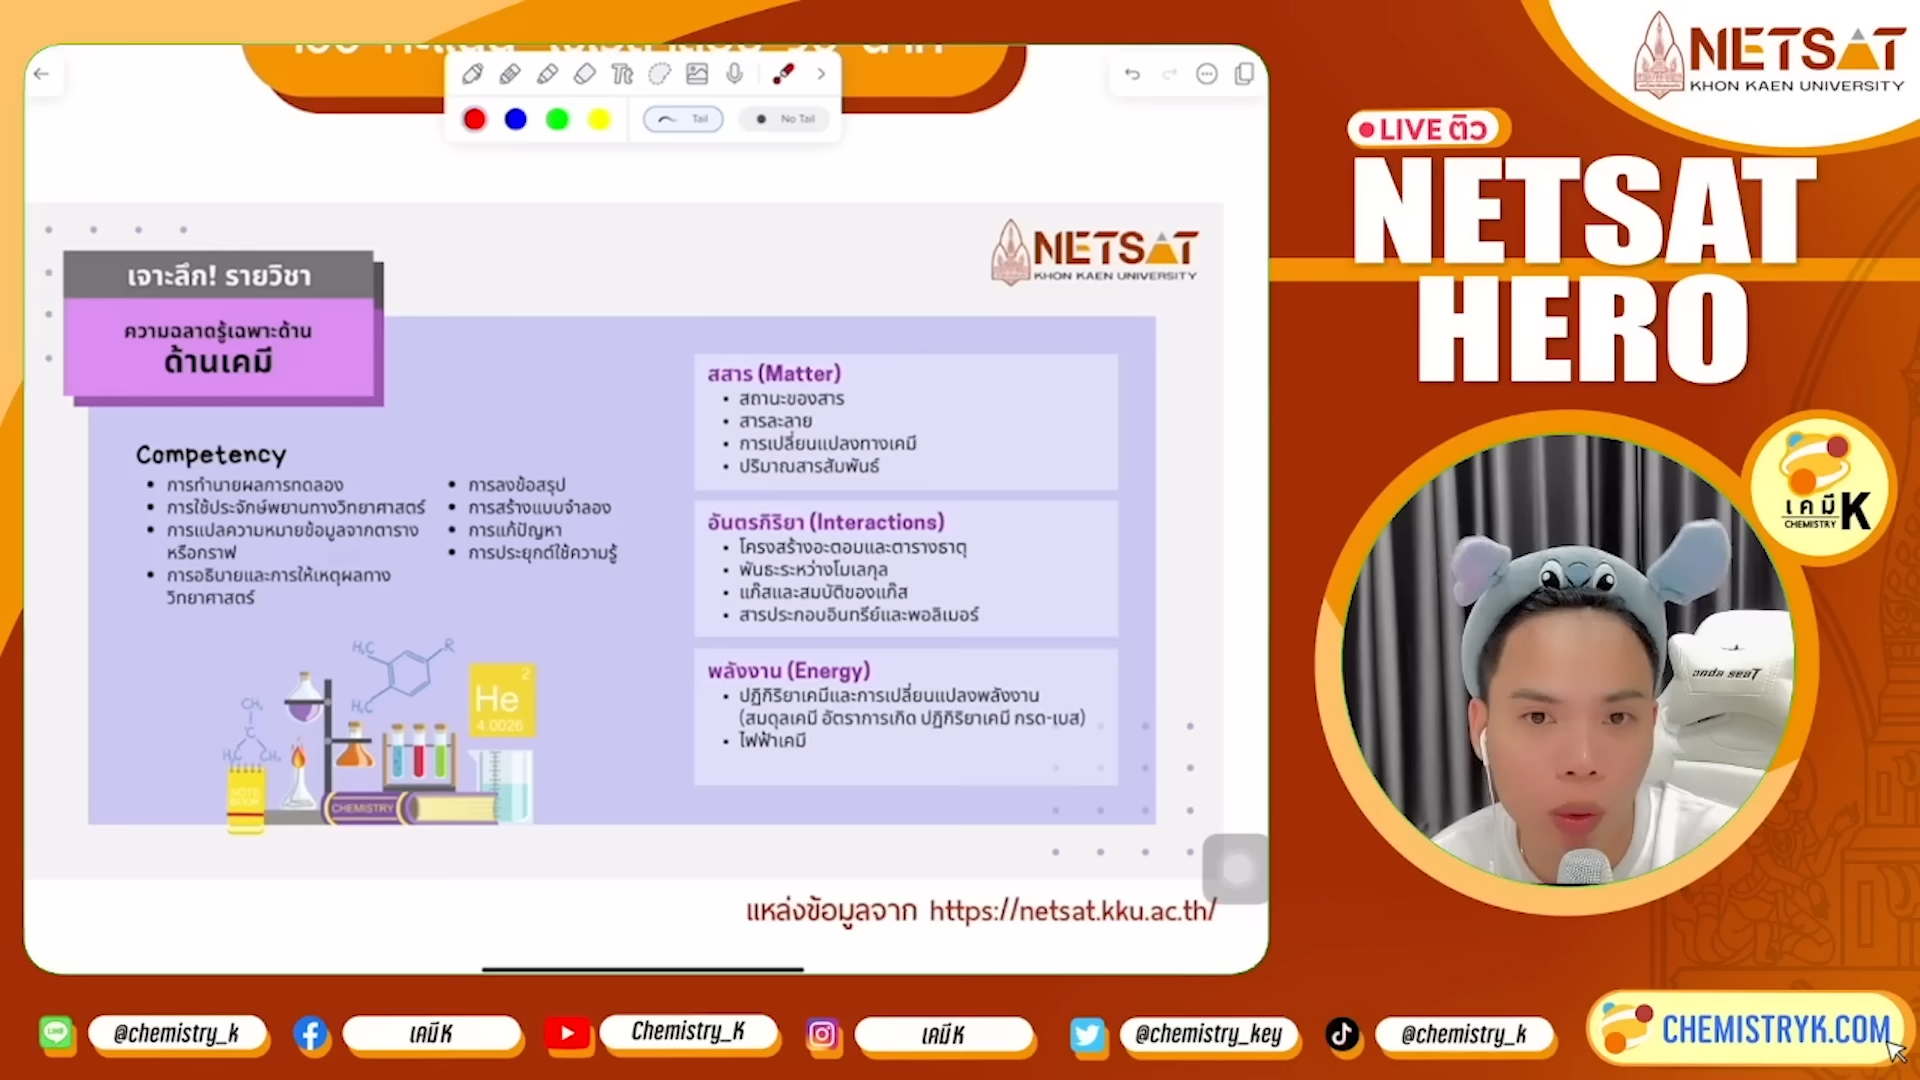 Tail
No Tail
NETSAT
KHON KAEN UNIVERSITY
เจาะลึก! รายวิชา
ความฉลาดรู้เฉพาะด้าน
ด้านเคมี
Competency
การทำนายผลการทดลอง
การใช้ประจักษ์พยานทางวิทยาศาสตร์
การแปลความหมายข้อมูลจากตาราง
หรือกราฟ
การอธิบายและการให้เหตุผลทาง
วิทยาศาสตร์
การลงข้อสรุป
การสร้างแบบจำลอง
การแก้ปัญหา
การประยุกต์ใช้ความรู้
สสาร (Matter)
สถานะของสาร
สารละลาย
การเปลี่ยนแปลงทางเคมี
ปริมาณสารสัมพันธ์
อันตรกิริยา (Interactions)
โครงสร้างอะตอมและตารางธาตุ
พันธะระหว่างโมเลกุล
แก๊สและสมบัติของแก๊ส
สารประกอบอินทรีย์และพอลิเมอร์
พลังงาน (Energy)
ปฏิกิริยาเคมีและการเปลี่ยนแปลงพลังงาน
(สมดุลเคมี อัตราการเกิด ปฏิกิริยาเคมี กรด-เบส)
ไฟฟ้าเคมี
H₃C
R
H₃C
CH₃
C
H₃C
CH₃
2
He
4.0026
NOTE
BOOK
CHEMISTRY
แหล่งข้อมูลจาก https://netsat.kku.ac.th/
NETSAT
KHON KAEN UNIVERSITY
LIVE ติว
NETSAT
HERO
เคมี K
CHEMISTRY
anda seaT
LINE
@chemistry_k
เคมี K
Chemistry_K
เคมี K
@chemistry_key
@chemistry_k
CHEMISTRYK.COM